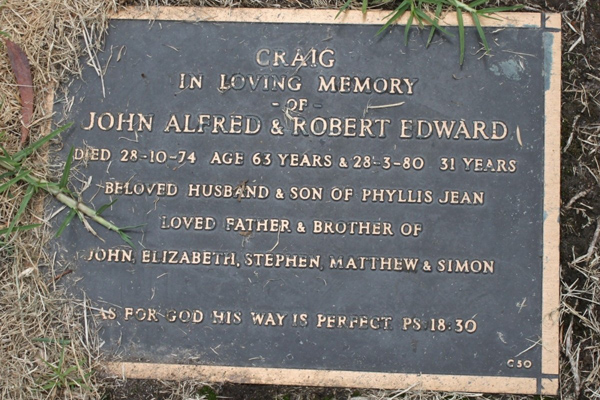 CRAIG
IN LOVING MEMORY
- OF -
JOHN ALFRED & ROBERT EDWARD
DIED 28-10-74 AGE 63 YEARS & 28-3-80 31 YEARS
BELOVED HUSBAND & SON OF PHYLLIS JEAN
LOVED FATHER & BROTHER OF
JOHN, ELIZABETH, STEPHEN, MATTHEW & SIMON
AS FOR GOD HIS WAY IS PERFECT. PS.18:30
CSO